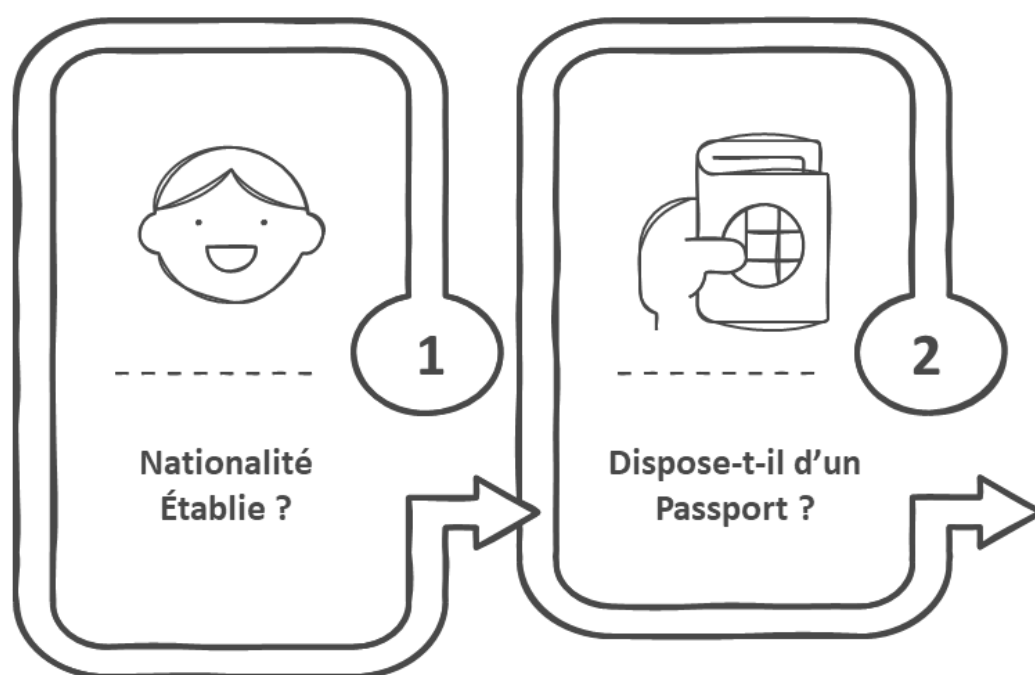 1
Nationalité
Établie ?
2
Dispose-t-il d’un
Passport ?